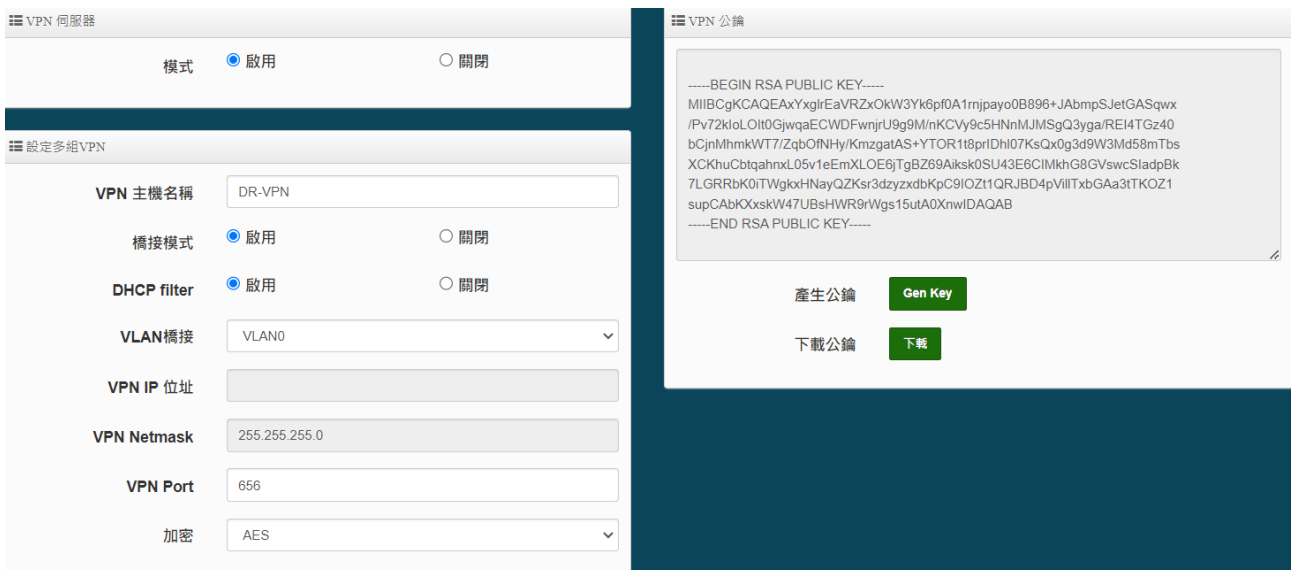 VPN 伺服器
模式 啟用 關閉
設定多組VPN
VPN 主機名稱 DR-VPN
橋接模式 啟用 關閉
DHCP filter 啟用 關閉
VLAN橋接 VLAN0
VPN IP 位址
VPN Netmask 255.255.255.0
VPN Port 656
加密 AES
VPN 公鑰
-----BEGIN RSA PUBLIC KEY-----
MIIBCgKCAQEAxYxglrEaVRZxOkW3Yk6pf0A1rnjpayo0B896+JAbmpSJetGASqwx
/Pv72kIoLOIt0GjwqaECWDFwnjrU9g9M/nKCVy9c5HNnMJMSgQ3yga/REI4TGz40
bCjnMhmkWT7/ZqbOfNHy/KmzgatAS+YTOR1t8prIDhl07KsQx0g3d9W3Md58mTbs
XCKhuCbtqahnxL05v1eEmXLOE6jTgBZ69Aiksk0SU43E6CIMkhG8GVswcSIadpBk
7LGRRbK0iTWgkxHNayQZKsr3dzyzxdbKpC9IOZt1QRJBD4pVillTxbGAa3tTKOZ1
supCAbKXxskW47UBsHWR9rWgs15utA0XnwIDAQAB
-----END RSA PUBLIC KEY-----
產生公鑰 Gen Key
下載公鑰 下載